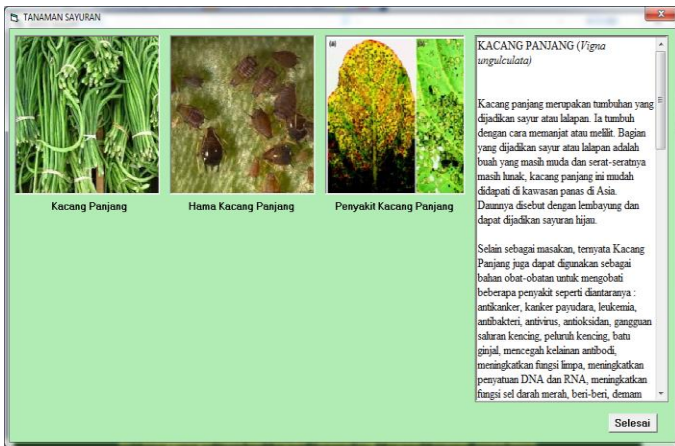 TANAMAN SAYURAN
(a)
(b)
Kacang Panjang
Hama Kacang Panjang
Penyakit Kacang Panjang
KACANG PANJANG (Vigna
ungulculata)
Kacang panjang merupakan tumbuhan yang
dijadikan sayur atau lalapan. Ia tumbuh
dengan cara memanjat atau melilit. Bagian
yang dijadikan sayur atau lalapan adalah
buah yang masih muda dan serat-seratnya
masih lunak, kacang panjang ini mudah
didapati di kawasan panas di Asia.
Daunnya disebut dengan lembayung dan
dapat dijadikan sayuran hijau.
Selain sebagai masakan, ternyata Kacang
Panjang juga dapat digunakan sebagai
bahan obat-obatan untuk mengobati
beberapa penyakit seperti diantaranya :
antikanker, kanker payudara, leukemia,
antibakteri, antivirus, antioksidan, gangguan
saluran kencing, peluruh kencing, batu
ginjal, mencegah kelainan antibodi,
meningkatkan fungsi limpa, meningkatkan
penyatuan DNA dan RNA, meningkatkan
fungsi sel darah merah, beri-beri, demam
Selesai